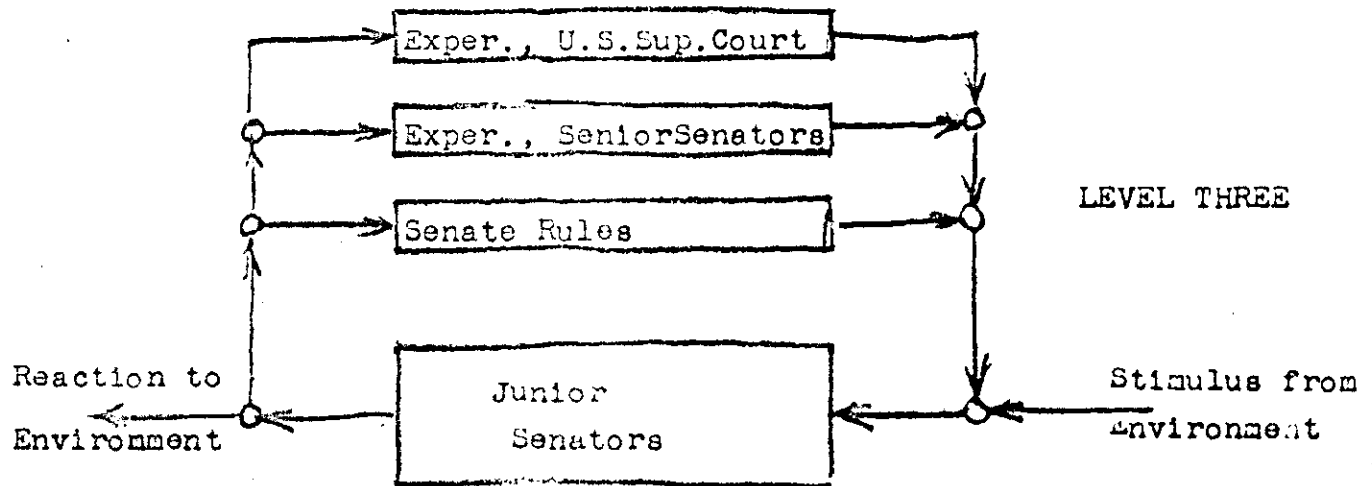 Exper., U.S.Sup.Court
Exper., SeniorSenators
LEVEL THREE
Senate Rules
Junior
Senators
Reaction to
Environment
Stimulus from
Environment